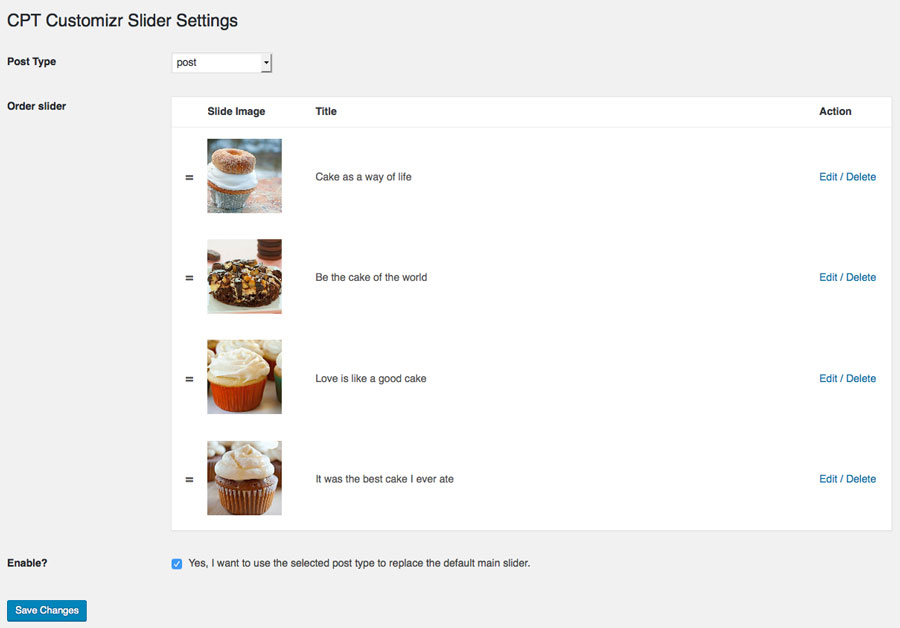 CPT Customizr Slider Settings
Post Type
post
Order slider
Slide Image Title Action
= Cake as a way of life Edit / Delete
= Be the cake of the world Edit / Delete
= Love is like a good cake Edit / Delete
= It was the best cake I ever ate Edit / Delete
Enable?
Yes, I want to use the selected post type to replace the default main slider.
Save Changes